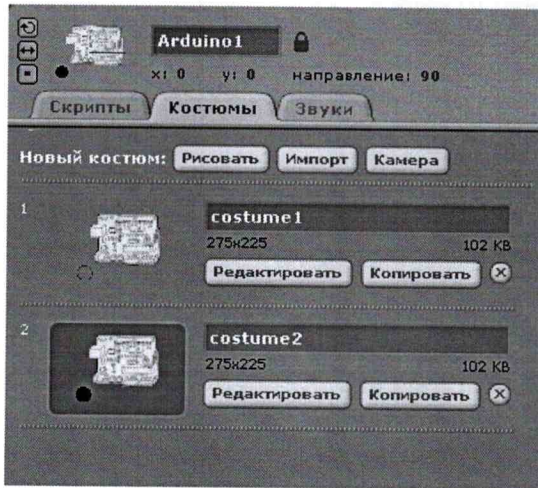 Arduino1
x: 0 y: 0 направление: 90
Скрипты Костюмы Звуки
Новый костюм: Рисовать Импорт Камера
1
costume1
275x225 102 KB
Редактировать Копировать
2
costume2
275x225 102 KB
Редактировать Копировать